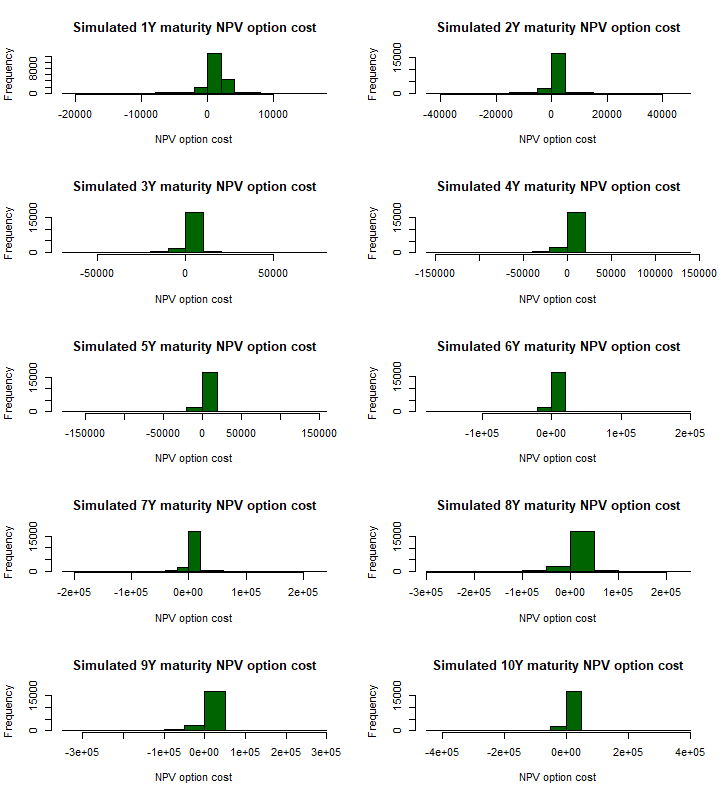 Simulated 1Y maturity NPV option cost
Frequency
0 8000
-20000 -10000 0 10000
NPV option cost
Simulated 2Y maturity NPV option cost
Frequency
0 15000
-40000 -20000 0 20000 40000
NPV option cost
Simulated 3Y maturity NPV option cost
Frequency
0 15000
-50000 0 50000
NPV option cost
Simulated 4Y maturity NPV option cost
Frequency
0 15000
-150000 -50000 0 50000 100000 150000
NPV option cost
Simulated 5Y maturity NPV option cost
Frequency
0 15000
-150000 -50000 0 50000 150000
NPV option cost
Simulated 6Y maturity NPV option cost
Frequency
0 15000
-1e+05 0e+00 1e+05 2e+05
NPV option cost
Simulated 7Y maturity NPV option cost
Frequency
0 15000
-2e+05 -1e+05 0e+00 1e+05 2e+05
NPV option cost
Simulated 8Y maturity NPV option cost
Frequency
0 15000
-3e+05 -2e+05 -1e+05 0e+00 1e+05 2e+05
NPV option cost
Simulated 9Y maturity NPV option cost
Frequency
0 15000
-3e+05 -1e+05 0e+00 1e+05 2e+05 3e+05
NPV option cost
Simulated 10Y maturity NPV option cost
Frequency
0 15000
-4e+05 -2e+05 0e+00 2e+05 4e+05
NPV option cost